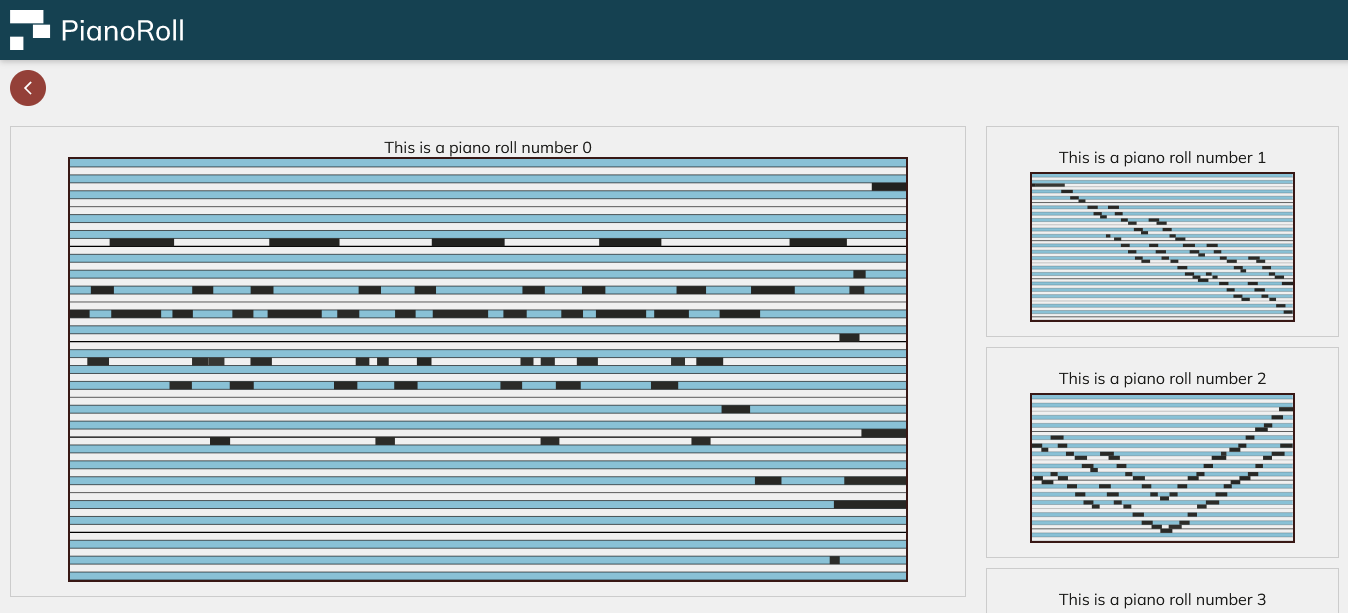 PianoRoll
This is a piano roll number 0
This is a piano roll number 1
This is a piano roll number 2
This is a piano roll number 3